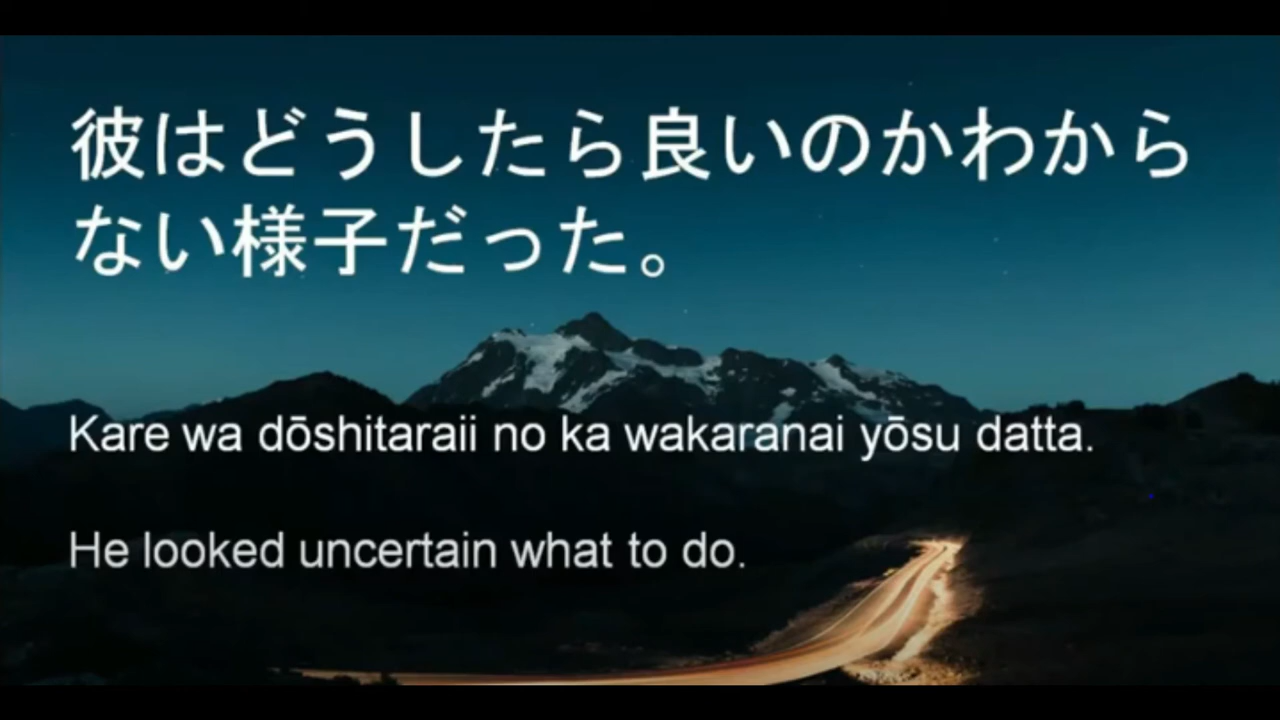 彼はどうしたら良いのかわから
ない様子だった。
Kare wa dōshitaraii no ka wakaranai yōsu datta.
He looked uncertain what to do.